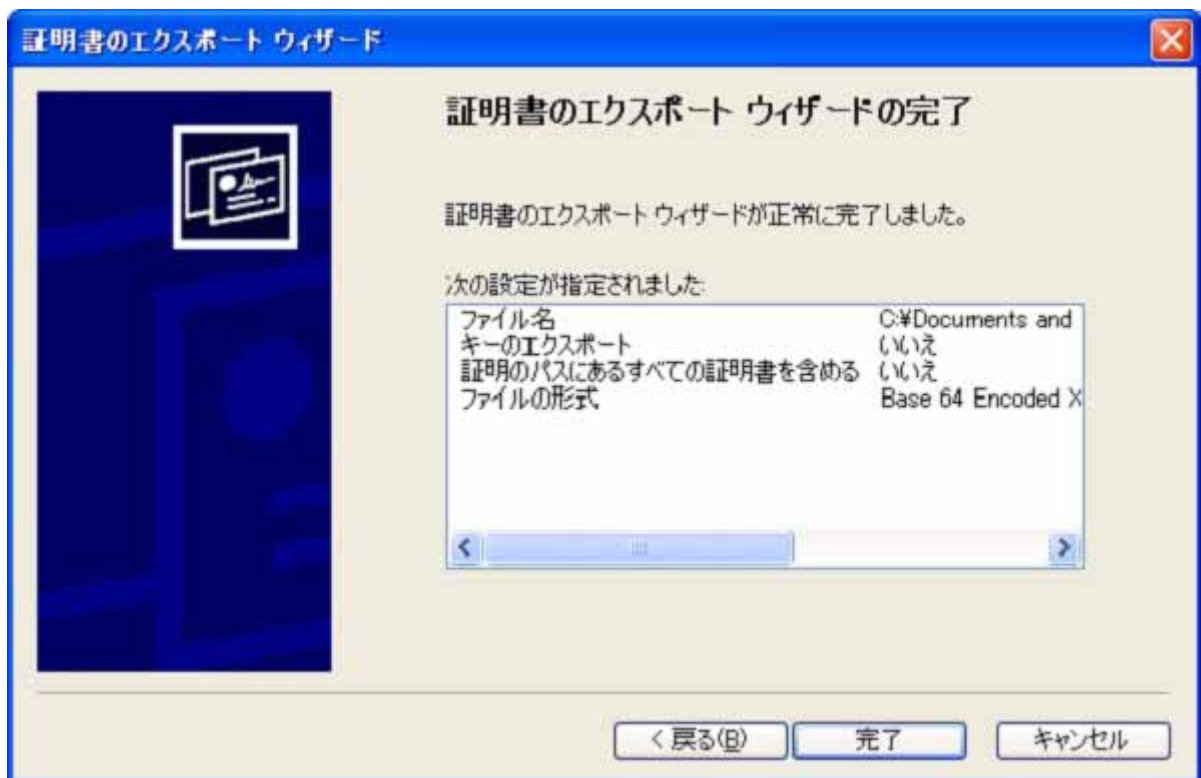 証明書のエクスポート ウィザード
証明書のエクスポート ウィザードの完了
証明書のエクスポート ウィザードが正常に完了しました。
次の設定が指定されました:
ファイル名 C:¥Documents and
キーのエクスポート いいえ
証明のパスにあるすべての証明書を含める いいえ
ファイルの形式 Base 64 Encoded X
< 戻る(B) 完了 キャンセル